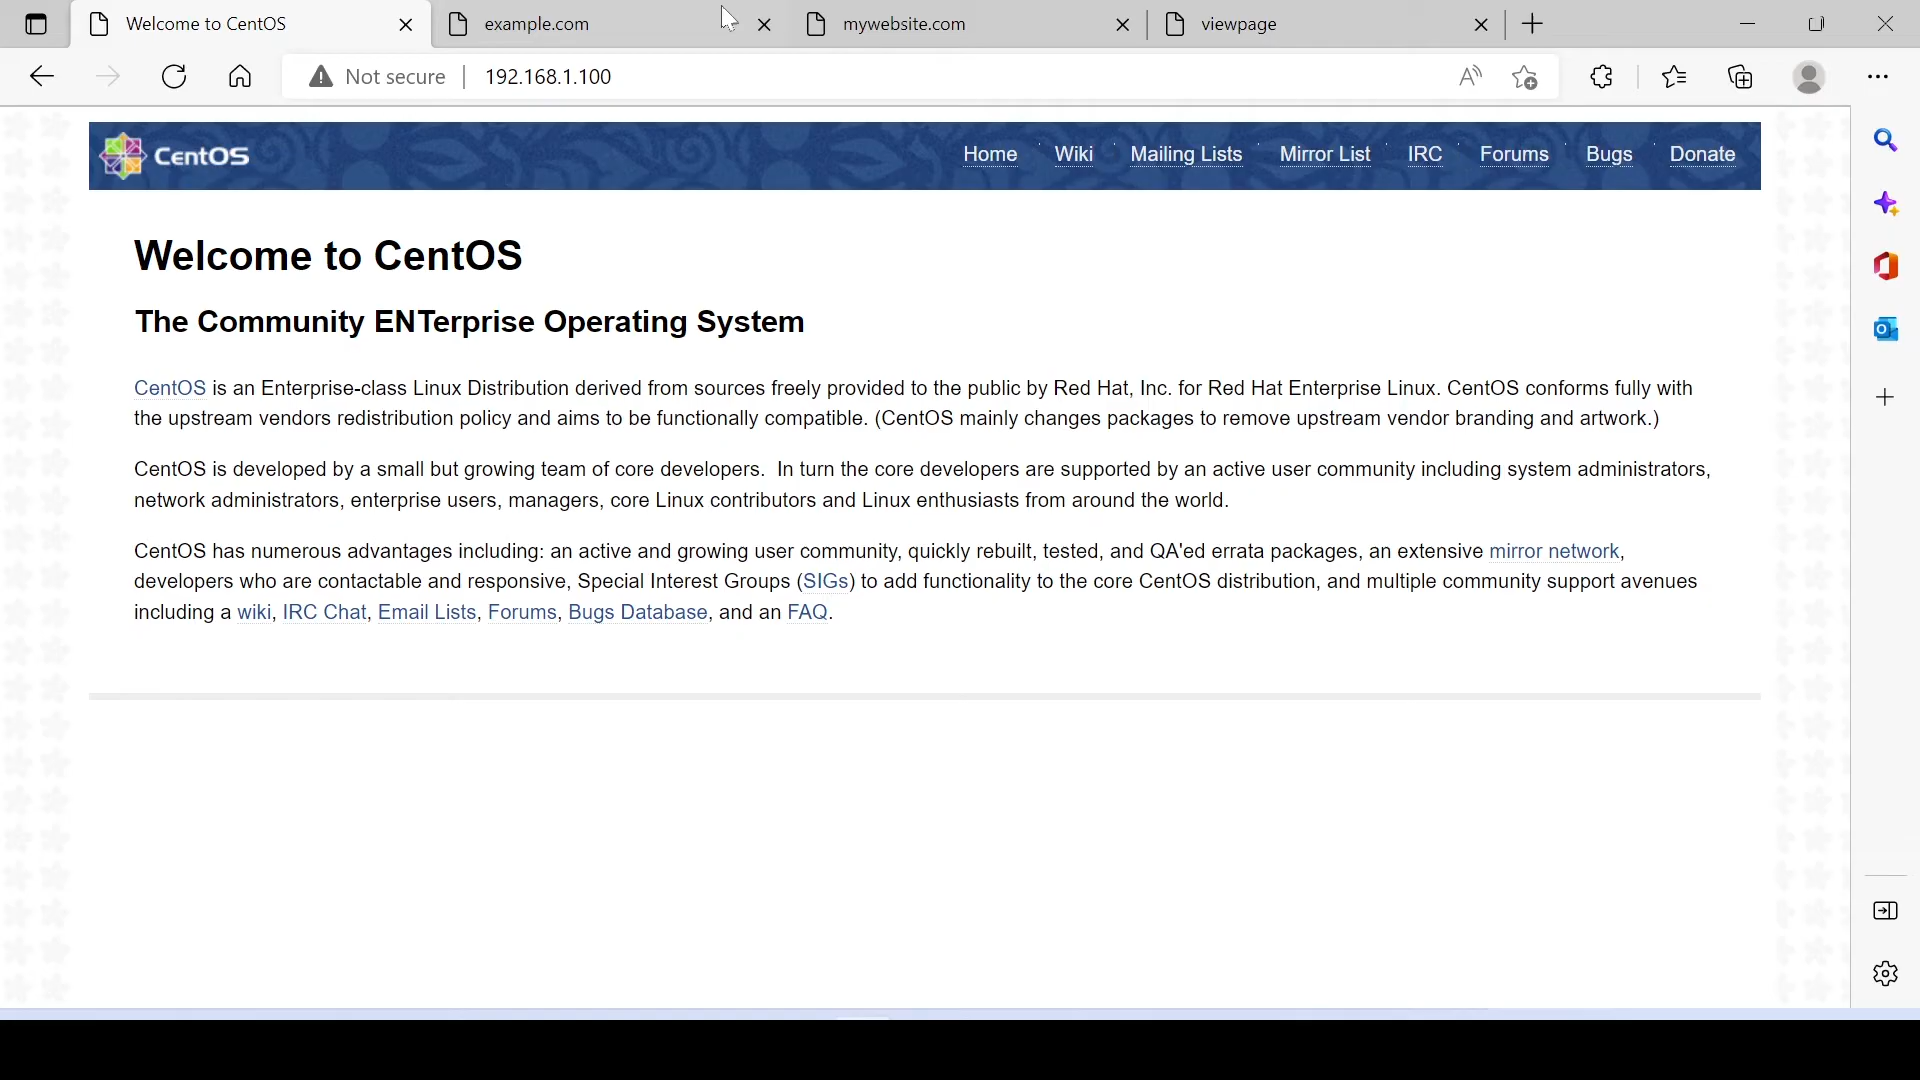 Welcome to CentOS
example.com
mywebsite.com
viewpage
Not secure
192.168.1.100
CentOS
Home
Wiki
Mailing Lists
Mirror List
IRC
Forums
Bugs
Donate
Welcome to CentOS
The Community ENTerprise Operating System
CentOS is an Enterprise-class Linux Distribution derived from sources freely provided to the public by Red Hat, Inc. for Red Hat Enterprise Linux. CentOS conforms fully with
the upstream vendors redistribution policy and aims to be functionally compatible. (CentOS mainly changes packages to remove upstream vendor branding and artwork.)
CentOS is developed by a small but growing team of core developers.  In turn the core developers are supported by an active user community including system administrators,
network administrators, enterprise users, managers, core Linux contributors and Linux enthusiasts from around the world.
CentOS has numerous advantages including: an active and growing user community, quickly rebuilt, tested, and QA'ed errata packages, an extensive mirror network,
developers who are contactable and responsive, Special Interest Groups (SIGs) to add functionality to the core CentOS distribution, and multiple community support avenues
including a wiki, IRC Chat, Email Lists, Forums, Bugs Database, and an FAQ.